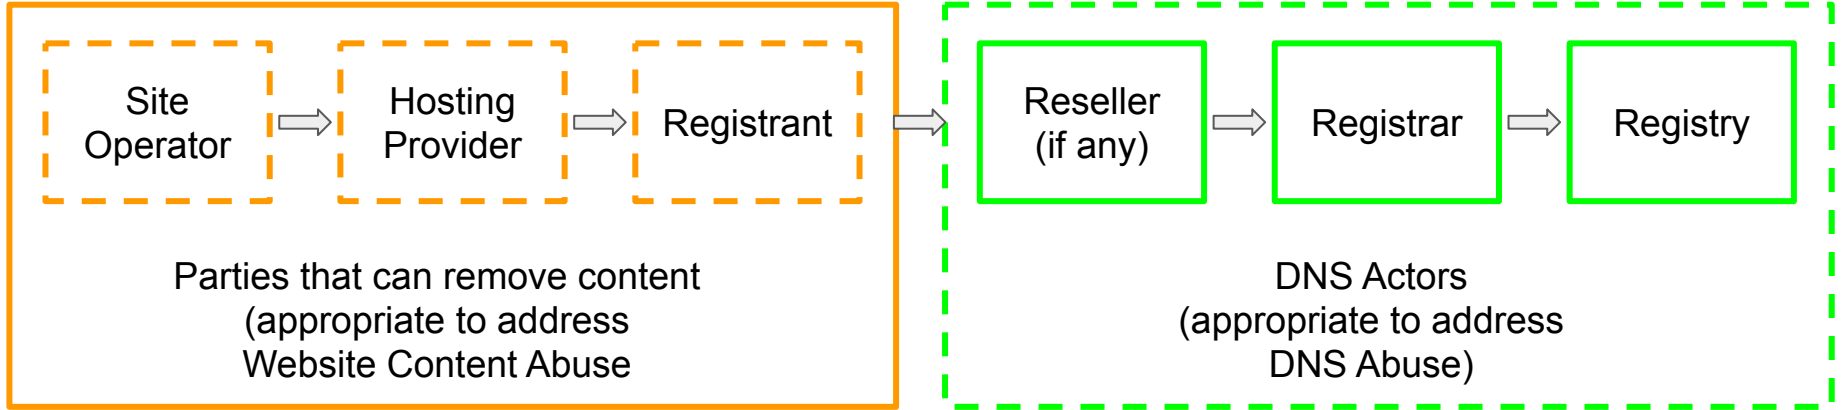 Site
Operator
Hosting
Provider
Registrant
Reseller
(if any)
Registrar
Registry
Parties that can remove content
(appropriate to address
Website Content Abuse
DNS Actors
(appropriate to address
DNS Abuse)